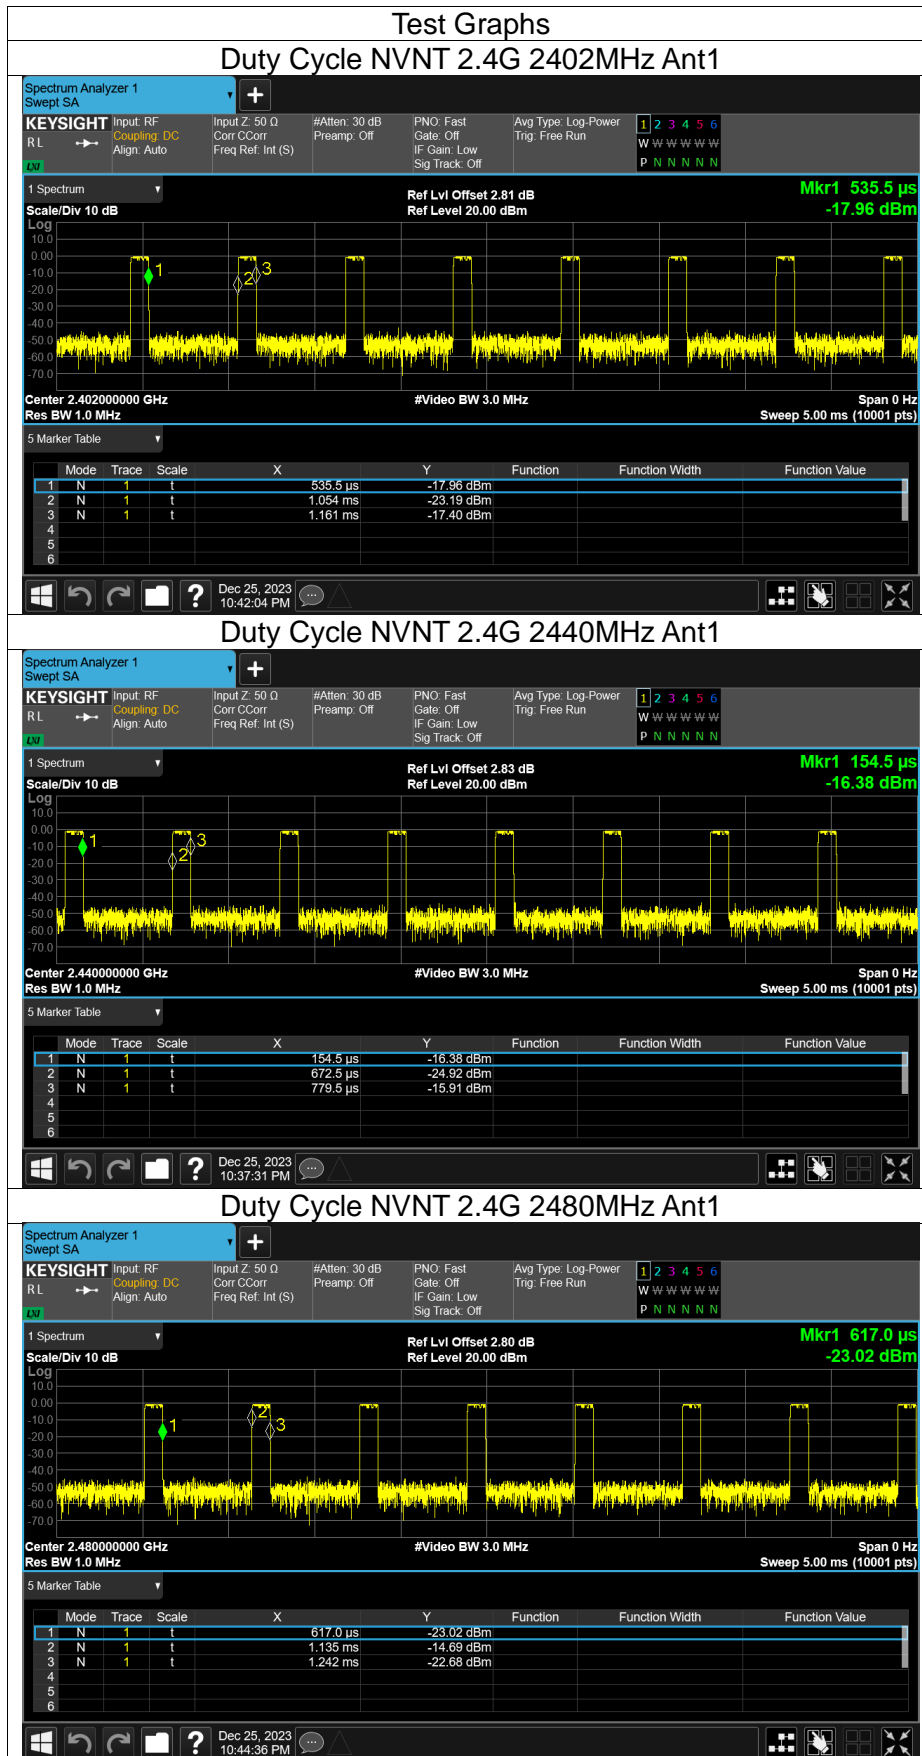 Test Graphs
Duty Cycle NVNT 2.4G 2402MHz Ant1
Spectrum Analyzer 1
Swept SA
+
KEYSIGHT Input: RF Input Z: 50 Ω #Atten: 30 dB PNO: Fast Avg Type: Log-Power 1 2 3 4 5 6
RL Coupling: DC Corr CCorr Preamp: Off Gate: Off Trig: Free Run W W W W W W
Align: Auto Freq Ref: Int (S) IF Gain: Low
LXI Sig Track: Off P N N N N N
1 Spectrum Ref Lvl Offset 2.81 dB Mkr1 535.5 µs
Scale/Div 10 dB Ref Level 20.00 dBm -17.96 dBm
Log
10.0
0.00
-10.0 1 2 3
-20.0
-30.0
-40.0
-50.0
-60.0
-70.0
Center 2.402000000 GHz #Video BW 3.0 MHz Span 0 Hz
Res BW 1.0 MHz Sweep 5.00 ms (10001 pts)
5 Marker Table
Mode Trace Scale X Y Function Function Width Function Value
1 N 1 t 535.5 µs -17.96 dBm
2 N 1 t 1.054 ms -23.19 dBm
3 N 1 t 1.161 ms -17.40 dBm
4
5
6
? Dec 25, 2023
10:42:04 PM
Duty Cycle NVNT 2.4G 2440MHz Ant1
Spectrum Analyzer 1
Swept SA
+
KEYSIGHT Input: RF Input Z: 50 Ω #Atten: 30 dB PNO: Fast Avg Type: Log-Power 1 2 3 4 5 6
RL Coupling: DC Corr CCorr Preamp: Off Gate: Off Trig: Free Run W W W W W W
Align: Auto Freq Ref: Int (S) IF Gain: Low
LXI Sig Track: Off P N N N N N
1 Spectrum Ref Lvl Offset 2.83 dB Mkr1 154.5 µs
Scale/Div 10 dB Ref Level 20.00 dBm -16.38 dBm
Log
10.0
0.00
-10.0 1 2 3
-20.0
-30.0
-40.0
-50.0
-60.0
-70.0
Center 2.440000000 GHz #Video BW 3.0 MHz Span 0 Hz
Res BW 1.0 MHz Sweep 5.00 ms (10001 pts)
5 Marker Table
Mode Trace Scale X Y Function Function Width Function Value
1 N 1 t 154.5 µs -16.38 dBm
2 N 1 t 672.5 µs -24.92 dBm
3 N 1 t 779.5 µs -15.91 dBm
4
5
6
? Dec 25, 2023
10:37:31 PM
Duty Cycle NVNT 2.4G 2480MHz Ant1
Spectrum Analyzer 1
Swept SA
+
KEYSIGHT Input: RF Input Z: 50 Ω #Atten: 30 dB PNO: Fast Avg Type: Log-Power 1 2 3 4 5 6
RL Coupling: DC Corr CCorr Preamp: Off Gate: Off Trig: Free Run W W W W W W
Align: Auto Freq Ref: Int (S) IF Gain: Low
LXI Sig Track: Off P N N N N N
1 Spectrum Ref Lvl Offset 2.80 dB Mkr1 617.0 µs
Scale/Div 10 dB Ref Level 20.00 dBm -23.02 dBm
Log
10.0
0.00
-10.0 1 2 3
-20.0
-30.0
-40.0
-50.0
-60.0
-70.0
Center 2.480000000 GHz #Video BW 3.0 MHz Span 0 Hz
Res BW 1.0 MHz Sweep 5.00 ms (10001 pts)
5 Marker Table
Mode Trace Scale X Y Function Function Width Function Value
1 N 1 t 617.0 µs -23.02 dBm
2 N 1 t 1.135 ms -14.69 dBm
3 N 1 t 1.242 ms -22.68 dBm
4
5
6
? Dec 25, 2023
10:44:36 PM